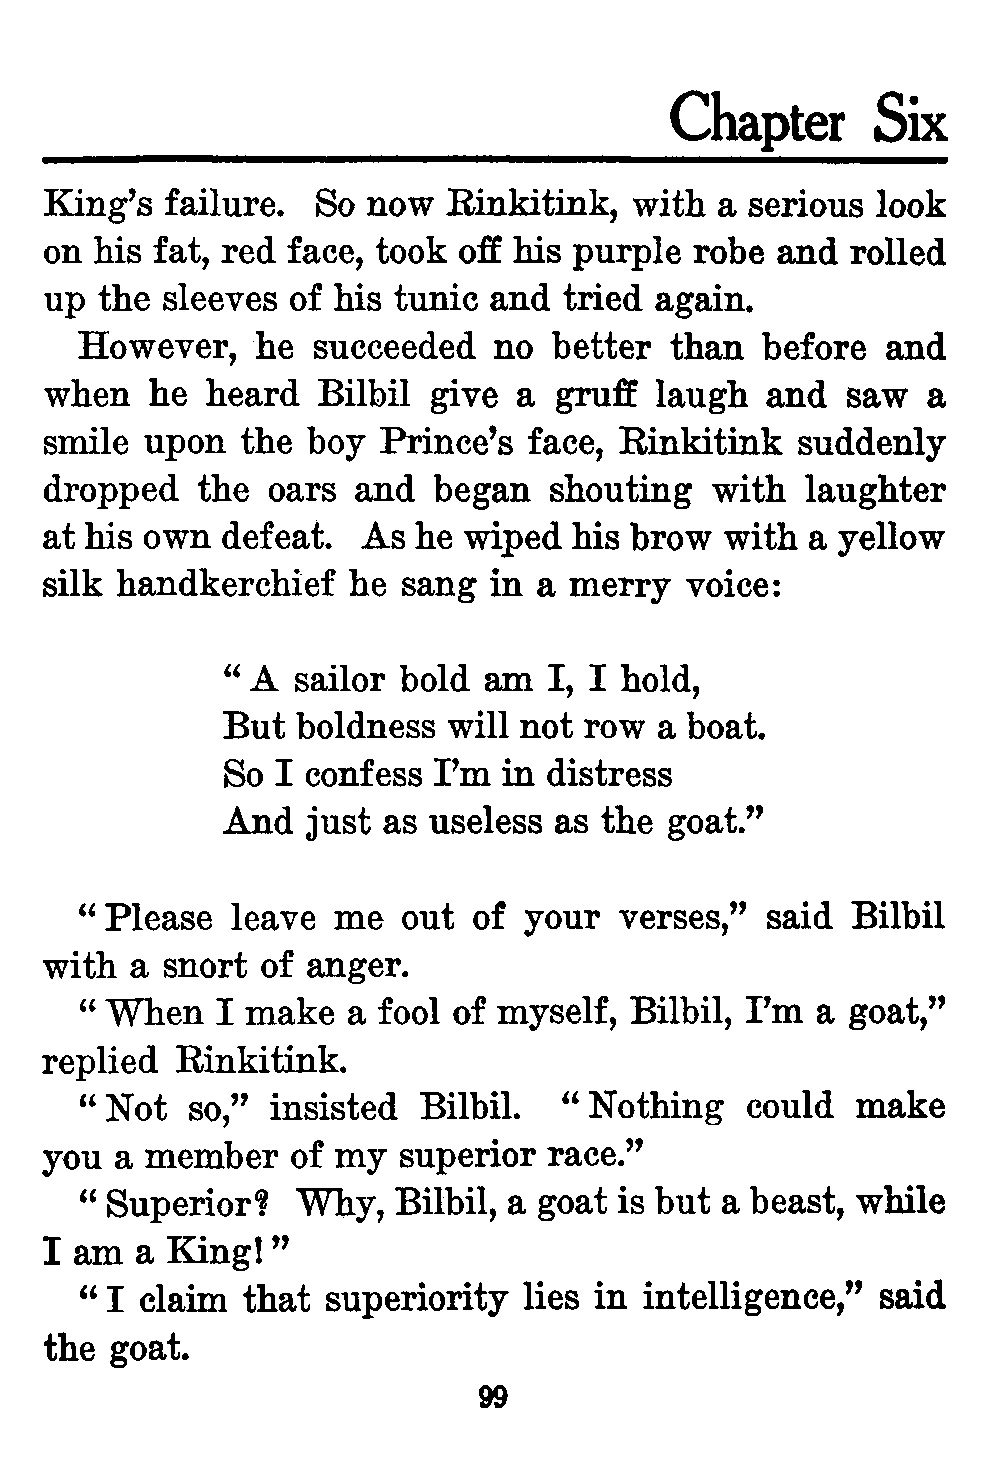 Chapter Six
King's failure. So now Rinkitink, with a serious look
on his fat, red face, took off his purple robe and rolled
up the sleeves of his tunic and tried again.
However, he succeeded no better than before and
when he heard Bilbil give a gruff laugh and saw a
smile upon the boy Prince's face, Rinkitink suddenly
dropped the oars and began shouting with laughter
at his own defeat. As he wiped his brow with a yellow
silk handkerchief he sang in a merry voice:
“A sailor bold am I, I hold,
But boldness will not row a boat.
So I confess I'm in distress
And just as useless as the goat.”
“Please leave me out of your verses,” said Bilbil
with a snort of anger.
“When I make a fool of myself, Bilbil, I'm a goat,”
replied Rinkitink.
“Not so,” insisted Bilbil. “Nothing could make
you a member of my superior race.”
“Superior? Why, Bilbil, a goat is but a beast, while
I am a King!”
“I claim that superiority lies in intelligence,” said
the goat.
99